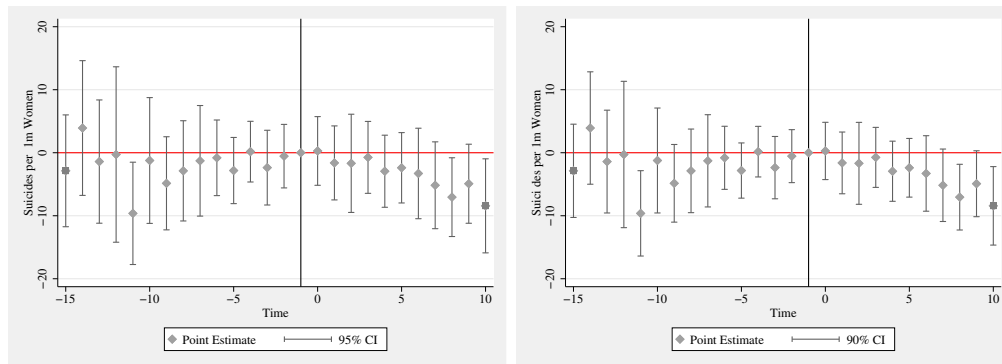 20
10
0
−10
−20
Suicides per 1m Women
−15 −10 −5 0 5 10
Time
Point Estimate 95% CI
20
10
0
−10
−20
Suici des per 1m Women
−15 −10 −5 0 5 10
Time
Point Estimate 90% CI